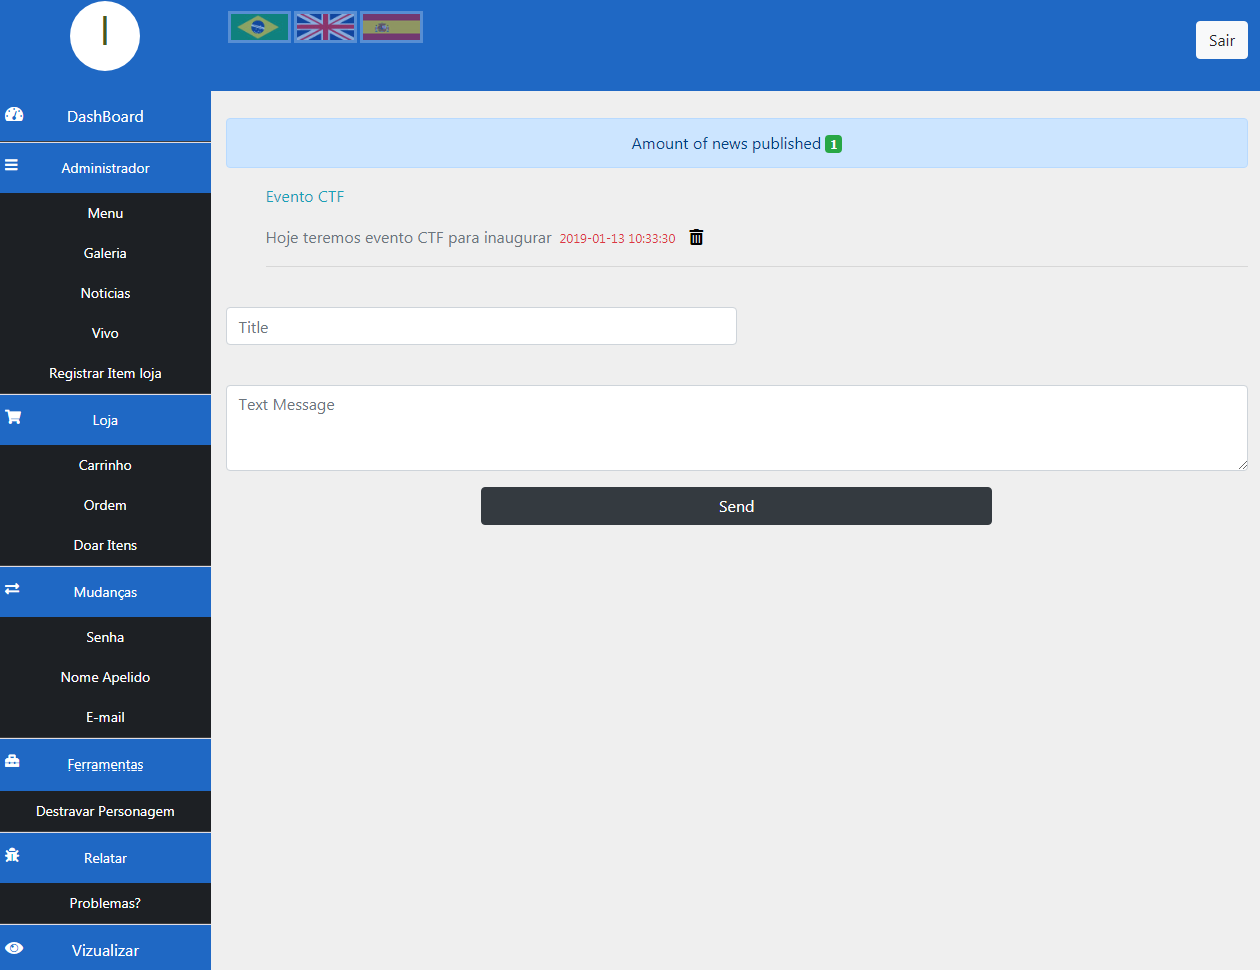 I
Sair
DashBoard
Administrador
Menu
Galeria
Noticias
Vivo
Registrar Item loja
Loja
Carrinho
Ordem
Doar Itens
Mudanças
Senha
Nome Apelido
E-mail
Ferramentas
Destravar Personagem
Relatar
Problemas?
Vizualizar
Amount of news published 1
Evento CTF
Hoje teremos evento CTF para inaugurar 2019-01-13 10:33:30
Title
Text Message
Send